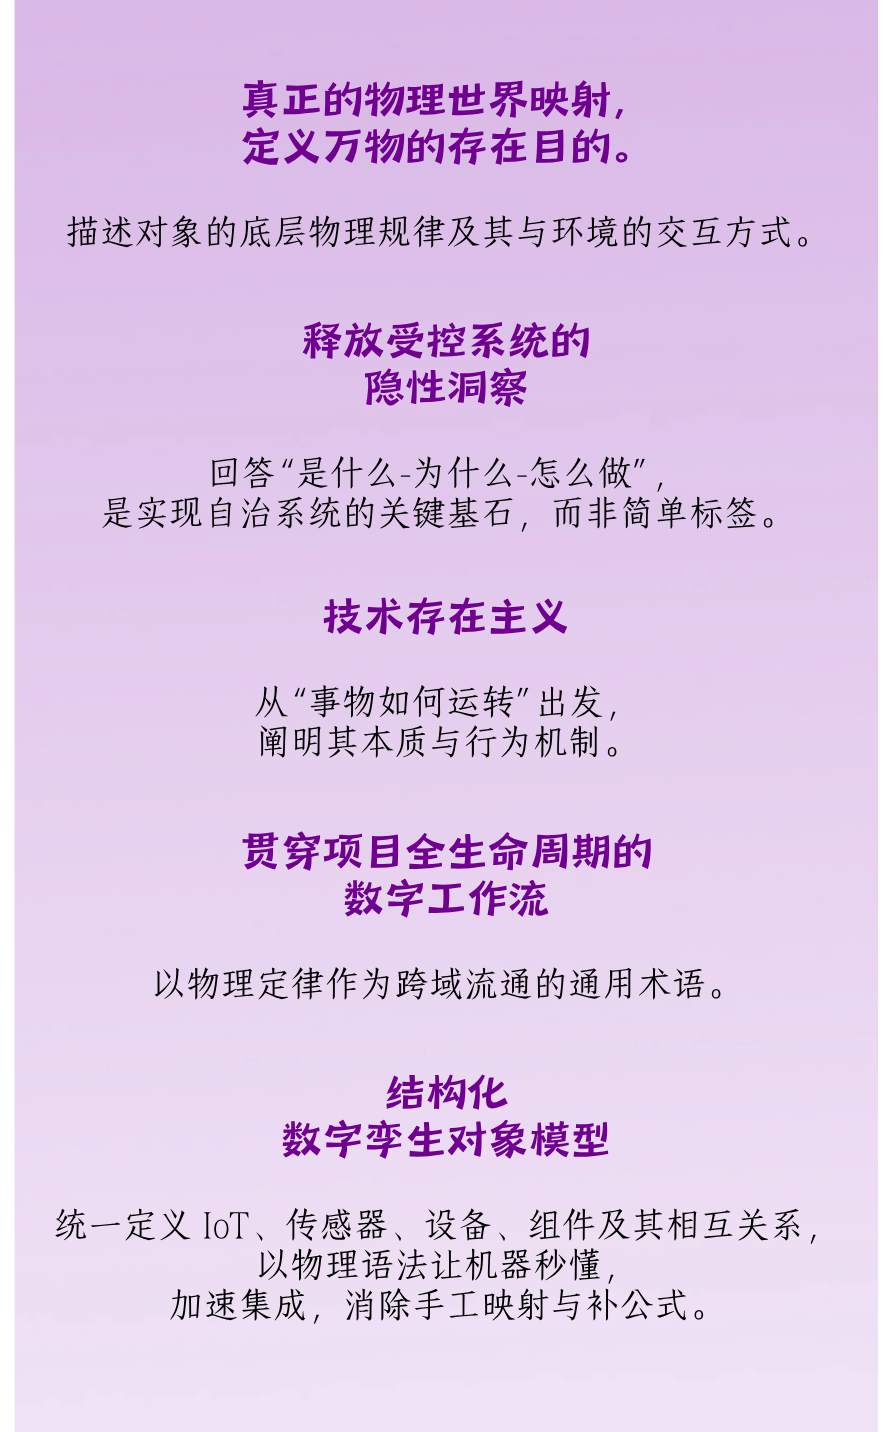 真正的物理世界映射，
定义万物的存在目的。
描述对象的底层物理规律及其与环境的交互方式。
释放受控系统的
隐性洞察
回答“是什么-为什么-怎么做”，
是实现自治系统的关键基石，而非简单标签。
技术存在主义
从“事物如何运转”出发，
阐明其本质与行为机制。
贯穿项目全生命周期的
数字工作流
以物理定律作为跨域流通的通用术语。
结构化
数字孪生对象模型
统一定义 IoT、传感器、设备、组件及其相互关系，
以物理语法让机器秒懂，
加速集成，消除手工映射与补公式。